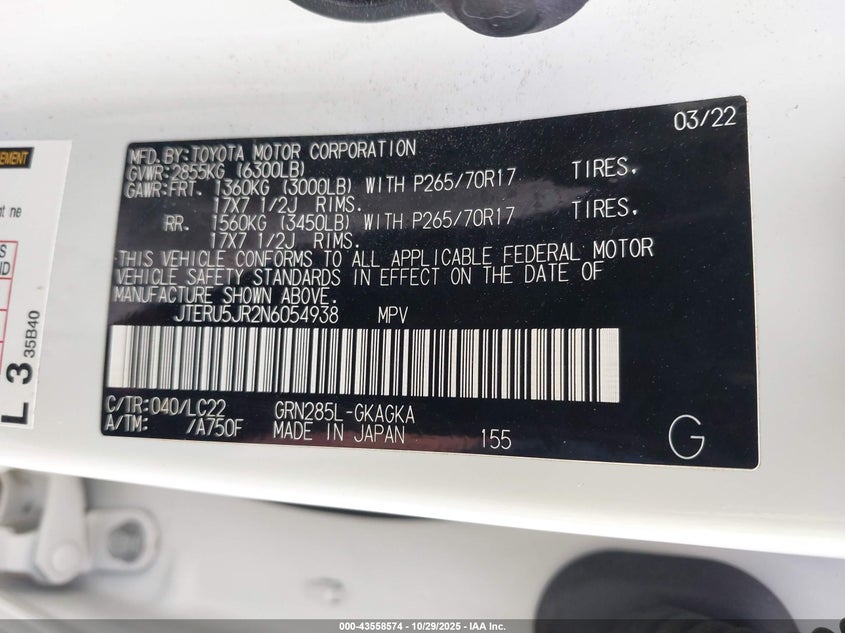 03/22
MFD.BY:TOYOTA MOTOR CORPORATION
GVWR:2855KG (6300LB)
GAWR:FRT. 1360KG (3000LB) WITH P265/70R17 TIRES,
17X7 1/2J RIMS.
RR. 1560KG (3450LB) WITH P265/70R17 TIRES,
17X7 1/2J RIMS.
THIS VEHICLE CONFORMS TO ALL APPLICABLE FEDERAL MOTOR
VEHICLE SAFETY STANDARDS IN EFFECT ON THE DATE OF
MANUFACTURE SHOWN ABOVE.
JTERU5JR2N6054938 MPV
C/TR:040/LC22 GRN285L-GKAGKA
A/TM: /A750F MADE IN JAPAN 155
G
L 3 35B40
000-43558574 | 10/29/2025 – IAA Inc.